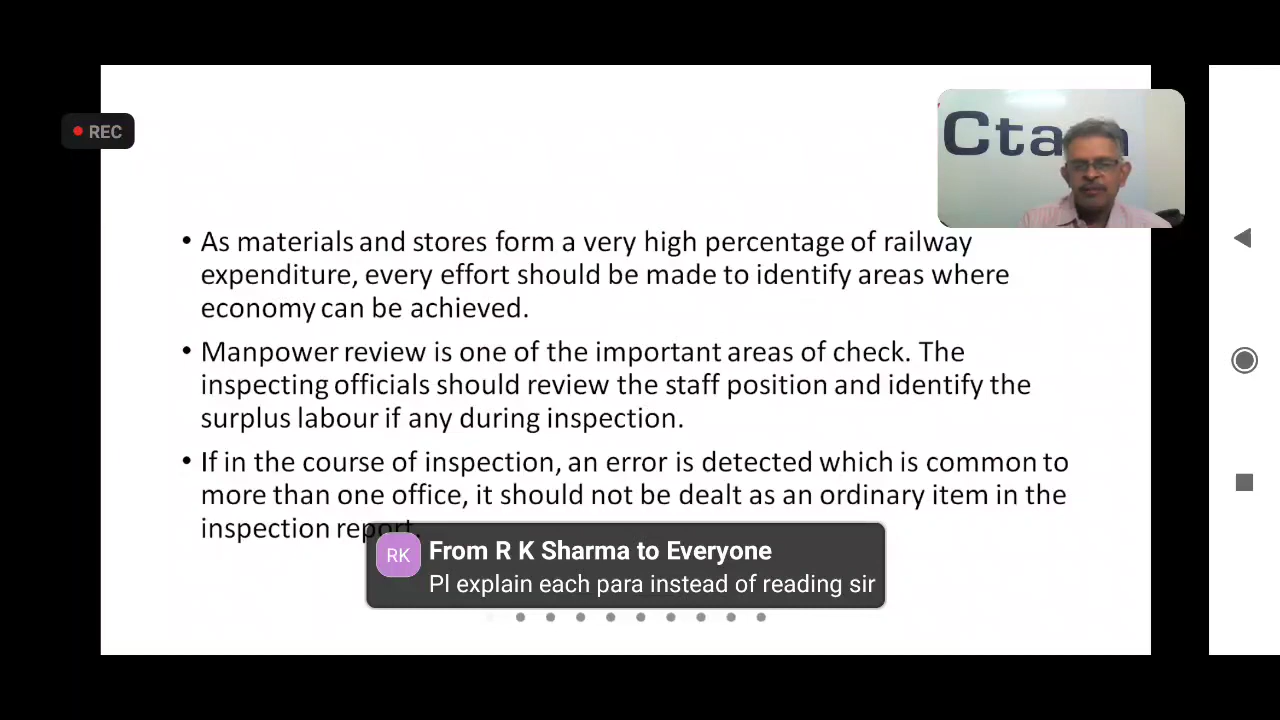 REC
Cta
• As materials and stores form a very high percentage of railway
expenditure, every effort should be made to identify areas where
economy can be achieved.
• Manpower review is one of the important areas of check. The
inspecting officials should review the staff position and identify the
surplus labour if any during inspection.
• If in the course of inspection, an error is detected which is common to
more than one office, it should not be dealt as an ordinary item in the
inspection report.
RK
From R K Sharma to Everyone
Pl explain each para instead of reading sir